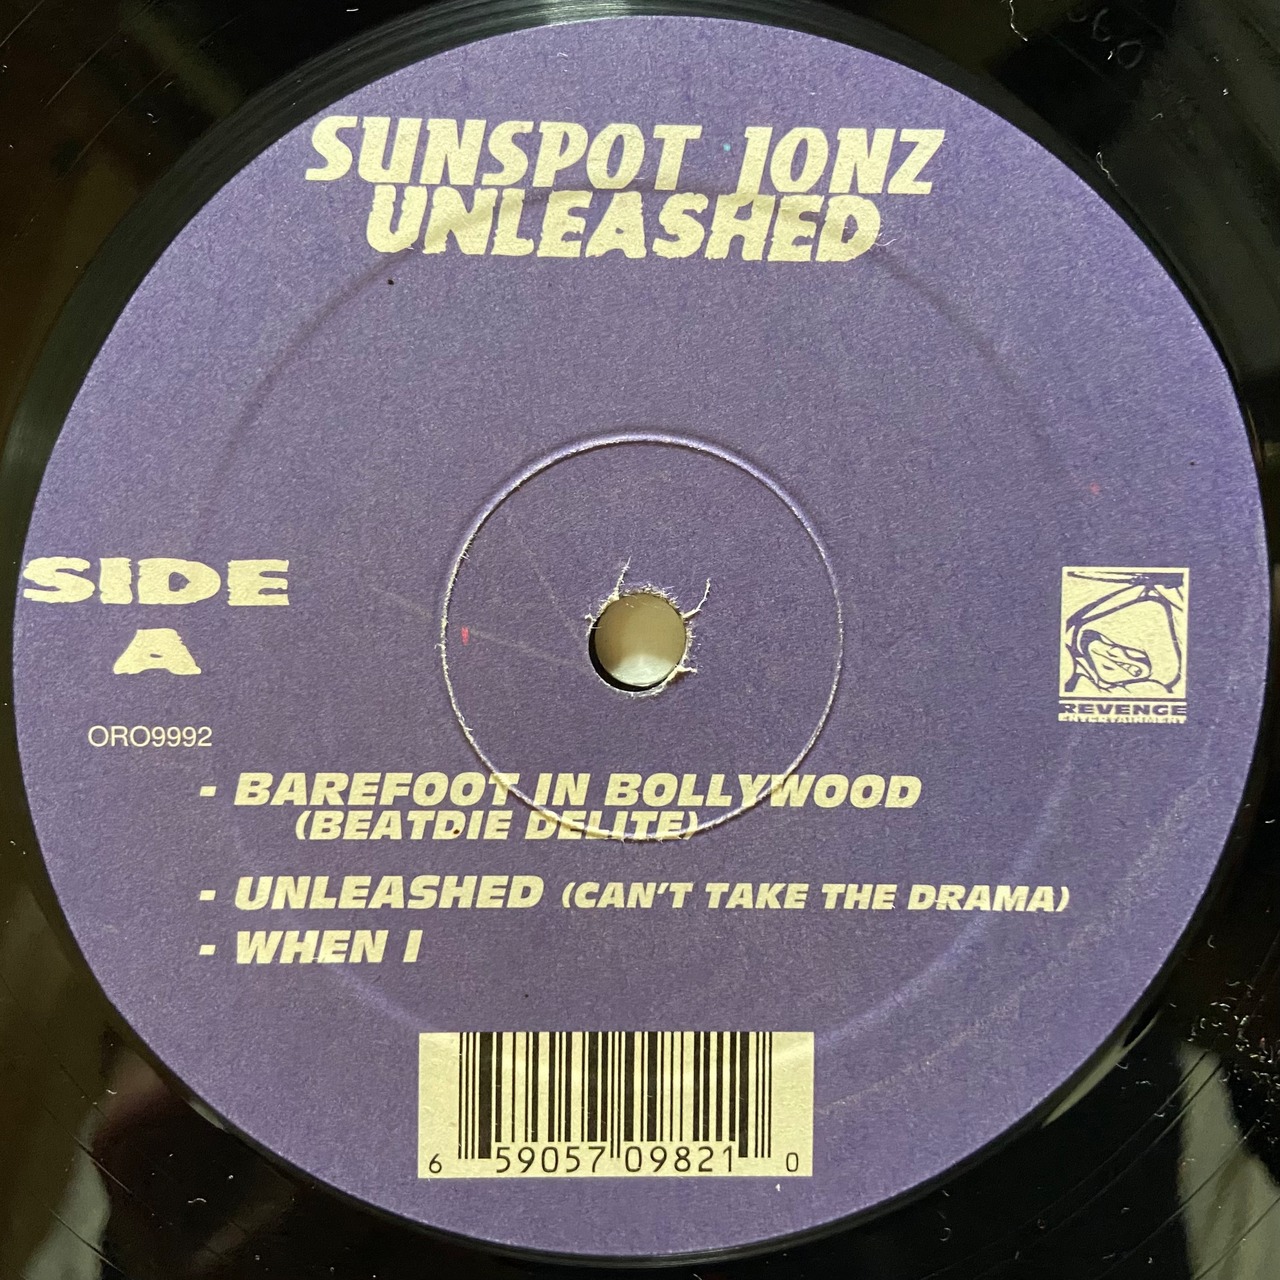 SUNSPOT JONZ
UNLEASHED
SIDE
A
ORO9992
REVENGE
ENTERTAINMENT
- BAREFOOT IN BOLLYWOOD
(BEATDIE DELITE)
- UNLEASHED (CAN'T TAKE THE DRAMA)
- WHEN I
6 59057 09821 0